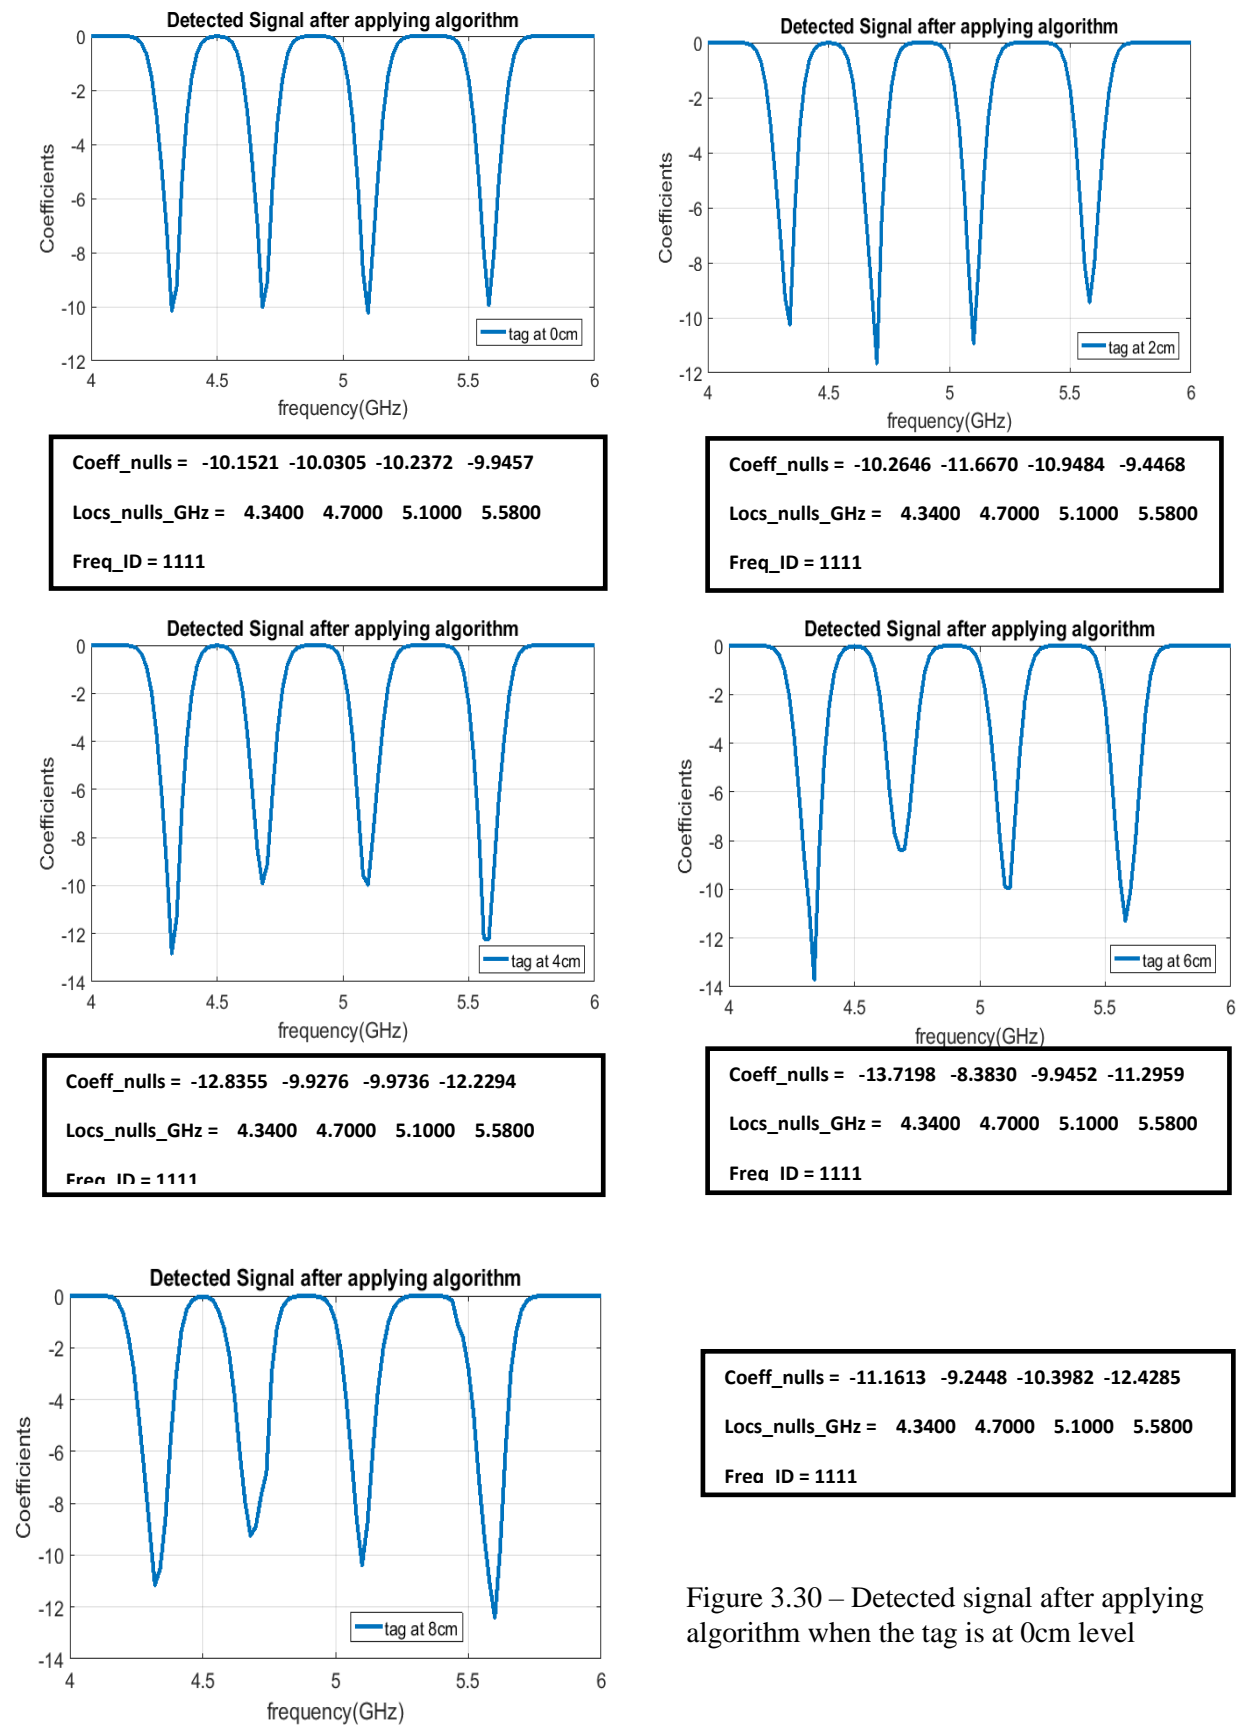 Detected Signal after applying algorithm
0
-2
-4
-6
-8
-10
-12
Coefficients
tag at 0cm
4 4.5 5 5.5 6
frequency(GHz)
Detected Signal after applying algorithm
0
-2
-4
-6
-8
-10
-12
Coefficients
tag at 2cm
4 4.5 5 5.5 6
frequency(GHz)
Coeff_nulls = -10.1521 -10.0305 -10.2372 -9.9457
Locs_nulls_GHz = 4.3400 4.7000 5.1000 5.5800
Freq_ID = 1111
Coeff_nulls = -10.2646 -11.6670 -10.9484 -9.4468
Locs_nulls_GHz = 4.3400 4.7000 5.1000 5.5800
Freq_ID = 1111
Detected Signal after applying algorithm
0
-2
-4
-6
-8
-10
-12
-14
Coefficients
tag at 4cm
4 4.5 5 5.5 6
frequency(GHz)
Detected Signal after applying algorithm
0
-2
-4
-6
-8
-10
-12
-14
Coefficients
tag at 6cm
4 4.5 5 5.5 6
frequency(GHz)
Coeff_nulls = -12.8355 -9.9276 -9.9736 -12.2294
Locs_nulls_GHz = 4.3400 4.7000 5.1000 5.5800
Freq_ID = 1111
Coeff_nulls = -13.7198 -8.3830 -9.9452 -11.2959
Locs_nulls_GHz = 4.3400 4.7000 5.1000 5.5800
Freq_ID = 1111
Detected Signal after applying algorithm
0
-2
-4
-6
-8
-10
-12
-14
Coefficients
tag at 8cm
4 4.5 5 5.5 6
frequency(GHz)
Coeff_nulls = -11.1613 -9.2448 -10.3982 -12.4285
Locs_nulls_GHz = 4.3400 4.7000 5.1000 5.5800
Freq_ID = 1111
Figure 3.30 – Detected signal after applying
algorithm when the tag is at 0cm level